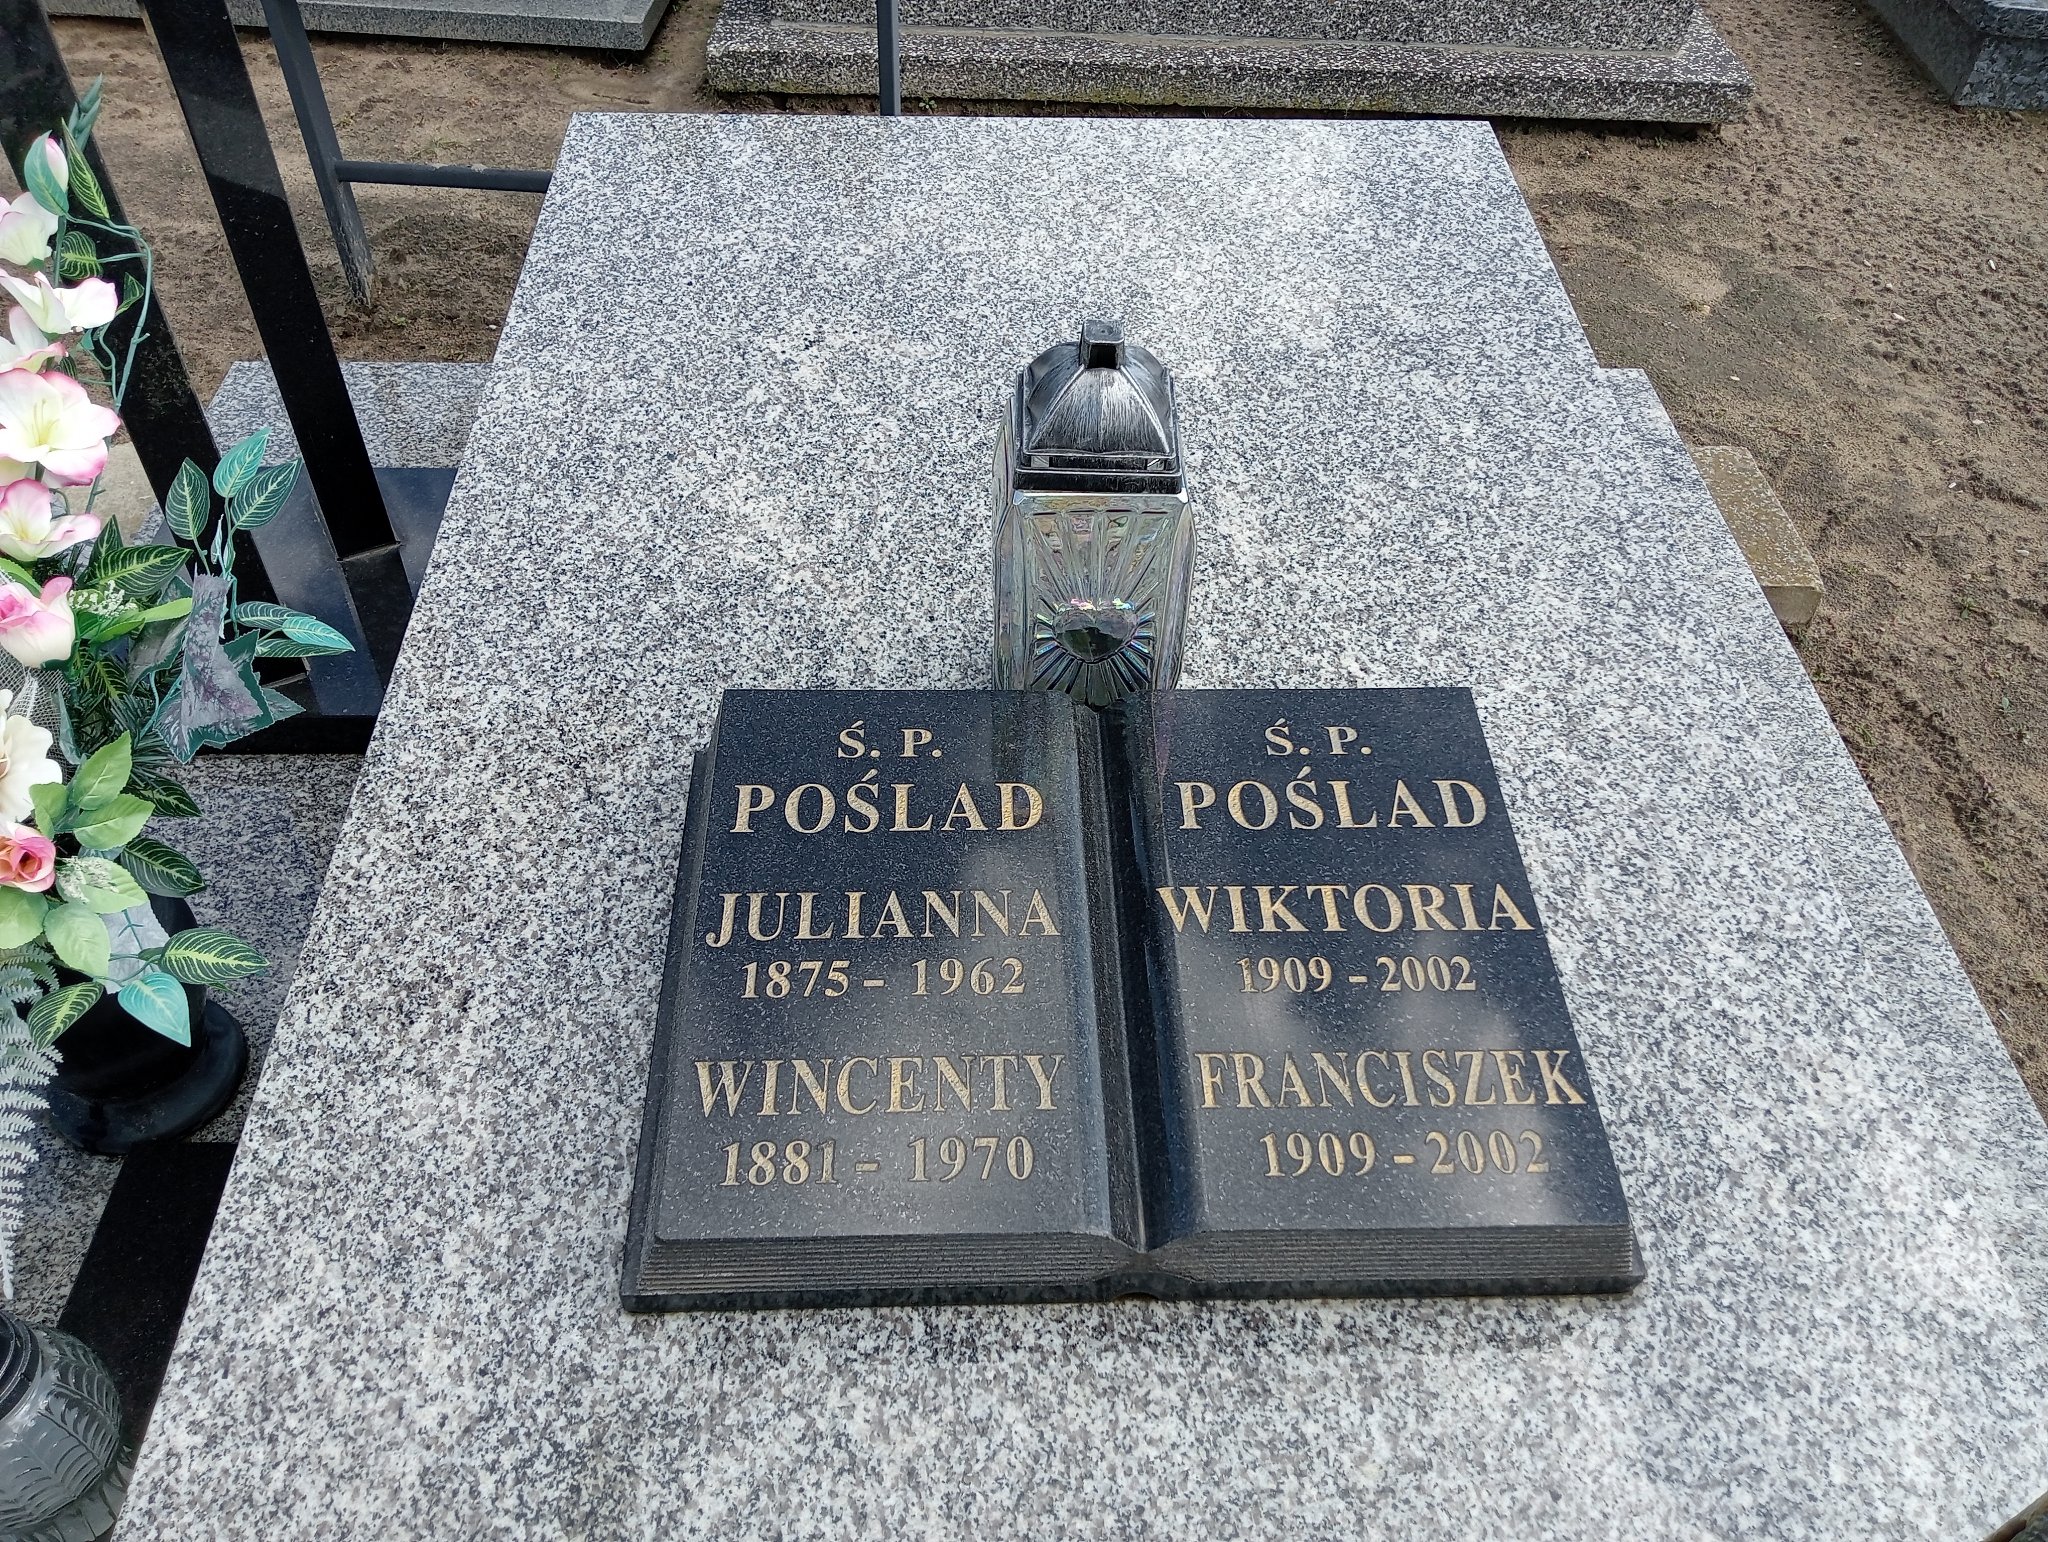 Ś. P.
POŚLAD
JULIANNA
1875 - 1962
WINCENTY
1881 - 1970
Ś. P.
POŚLAD
WIKTORIA
1909 - 2002
FRANCISZEK
1909 - 2002